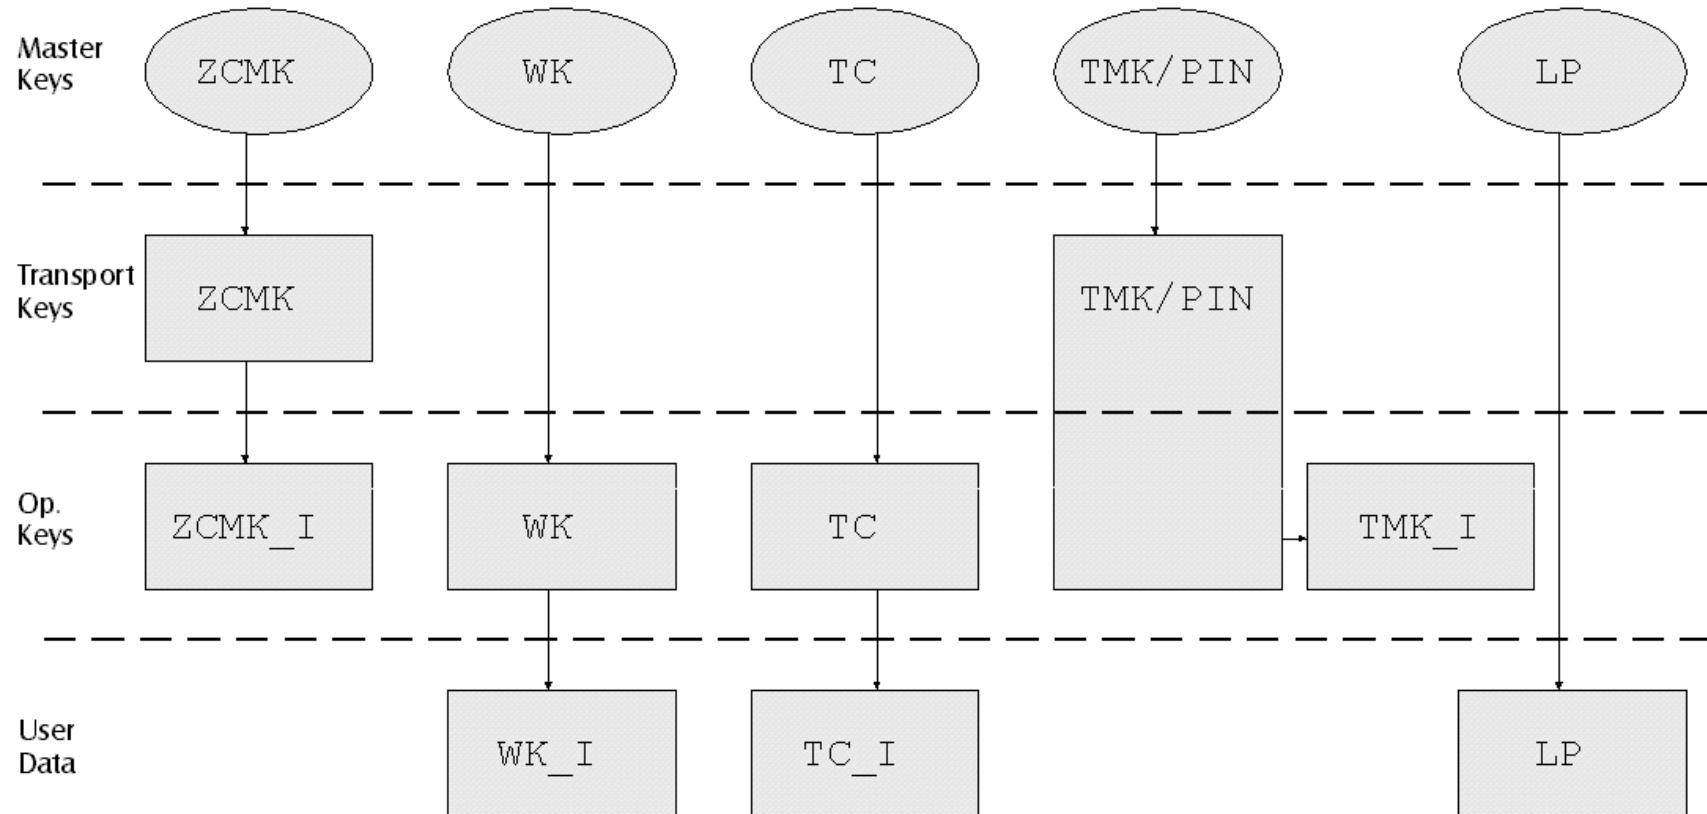 Master
Keys
ZCMK
WK
TC
TMK/PIN
LP
Transport
Keys
ZCMK
TMK/PIN
Op.
Keys
ZCMK_I
WK
TC
TMK_I
User
Data
WK_I
TC_I
LP